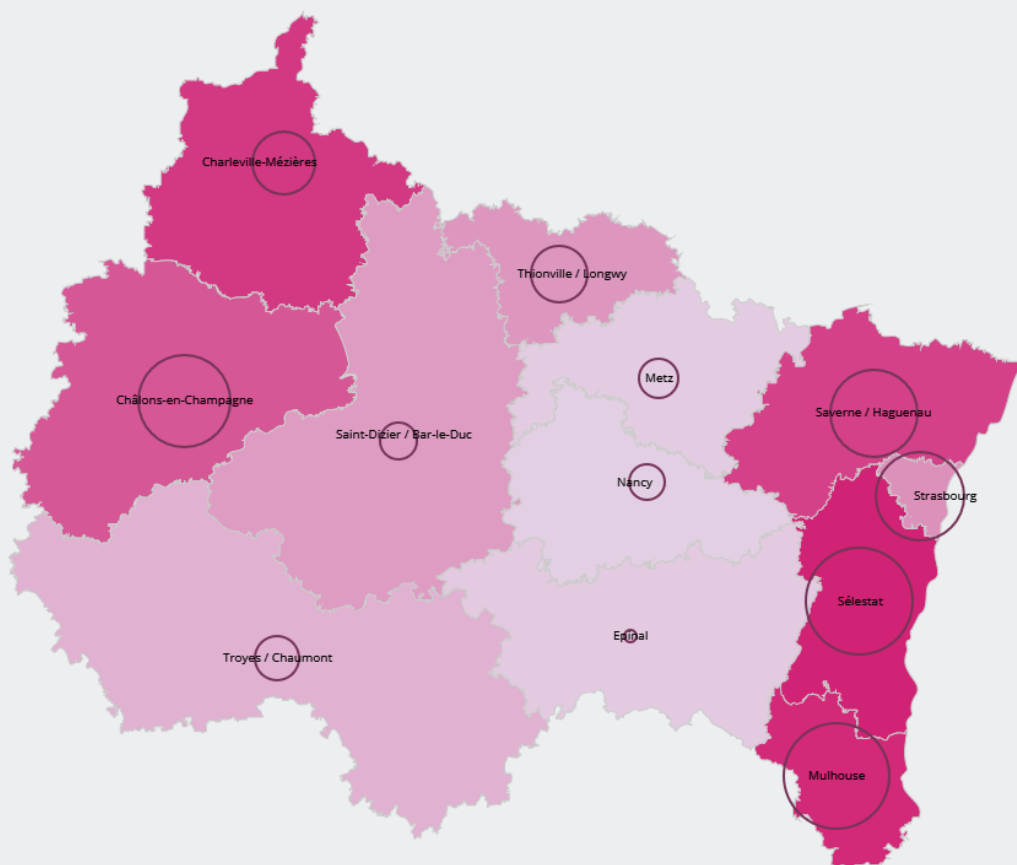 Charleville-Mézières
Thionville / Longwy
Metz
Châlons-en-Champagne
Saverne / Haguenau
Saint-Dizier / Bar-le-Duc
Nancy
Strasbourg
Sélestat
Epinal
Troyes / Chaumont
Mulhouse